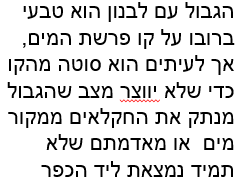 הגבול עם לבנון הוא טבעי
ברובו על קו פרשת המים,
אך לעיתים הוא סוטה מהקו
כדי שלא יווצר מצב שהגבול
מנתק את החקלאים ממקור
מים  או מאדמתם שלא
תמיד נמצאת ליד הכפר